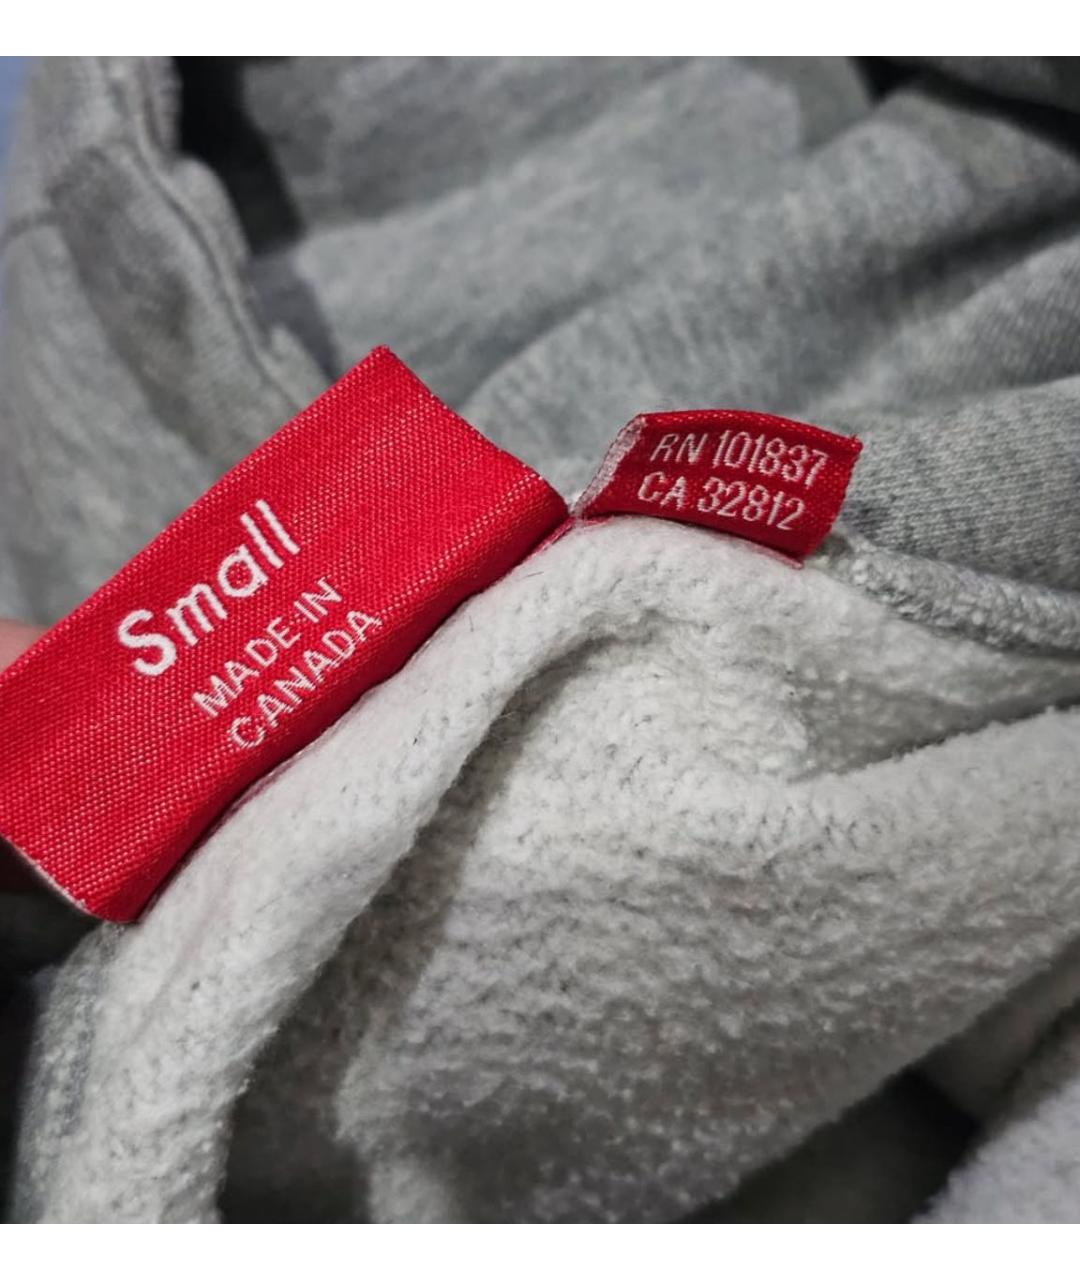 Small
MADE IN
CANADA
RN 101837
CA 32812